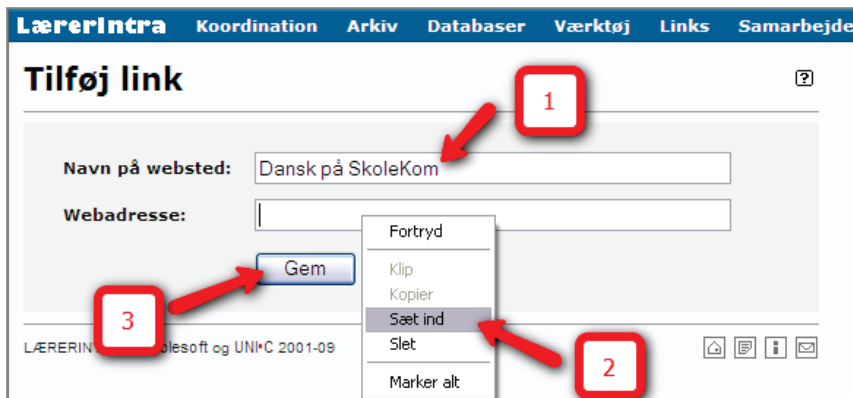 LærerIntra Koordination Arkiv Databaser Værktøj Links Samarbejde
Tilføj link
?
1
Navn på websted: Dansk på SkoleKom
Webadresse:
Fortryd
Gem
Klip
Kopier
3
Sæt ind
LÆRERIN olesoft og UNI•C 2001-09
Slet
2
Marker alt